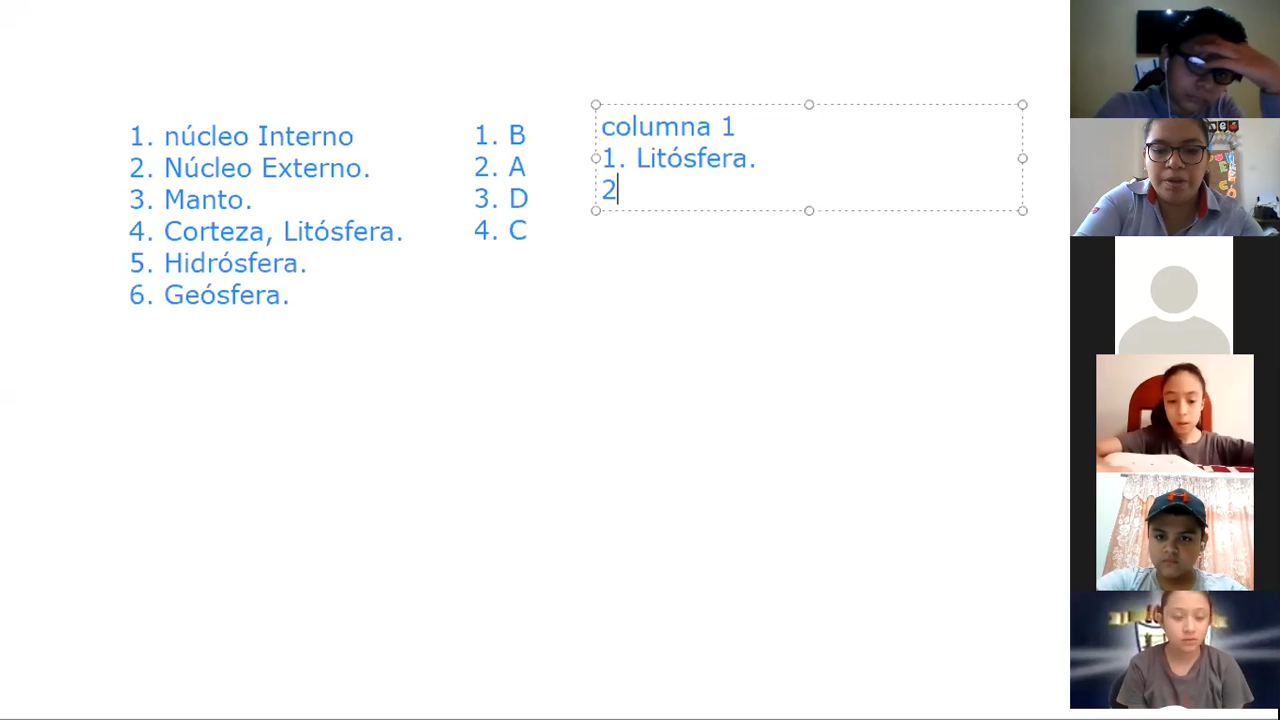 1. núcleo Interno
2. Núcleo Externo.
3. Manto.
4. Corteza, Litósfera.
5. Hidrósfera.
6. Geósfera.
1. B
2. A
3. D
4. C
columna 1
1. Litósfera.
2